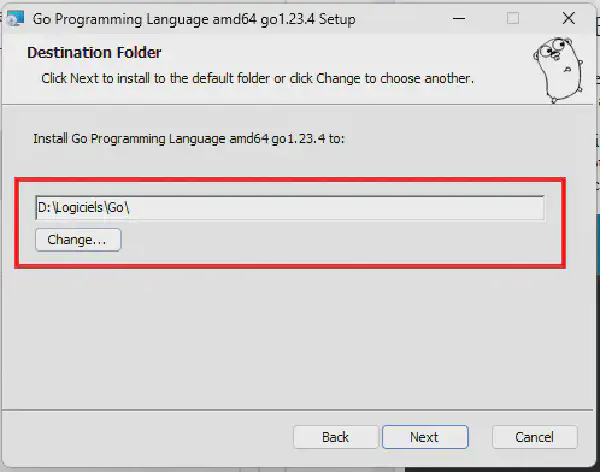 Go Programming Language amd64 go1.23.4 Setup
Destination Folder
Click Next to install to the default folder or click Change to choose another.
Install Go Programming Language amd64 go1.23.4 to:
D:\Logiciels\Go\
Change...
Back
Next
Cancel